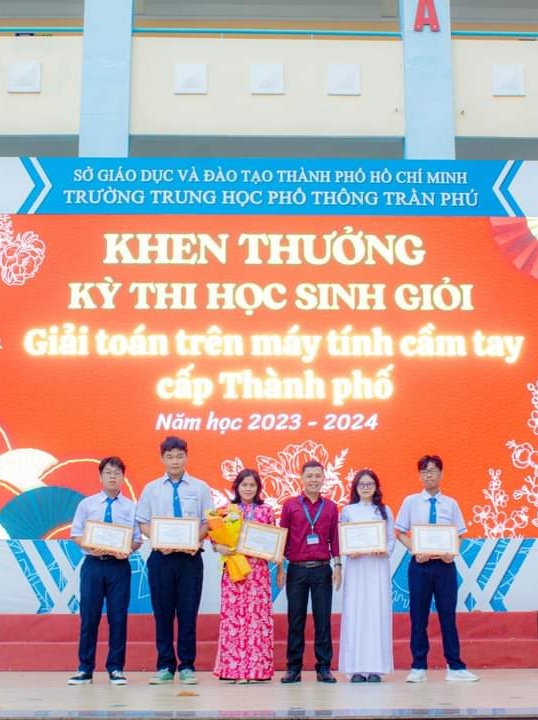 A
SỞ GIÁO DỤC VÀ ĐÀO TẠO THÀNH PHỐ HỒ CHÍ MINH
TRƯỜNG TRUNG HỌC PHỔ THÔNG TRẦN PHÚ
KHEN THƯỞNG
KỲ THI HỌC SINH GIỎI
Giải toán trên máy tính cầm tay
cấp Thành phố
Năm học 2023 - 2024